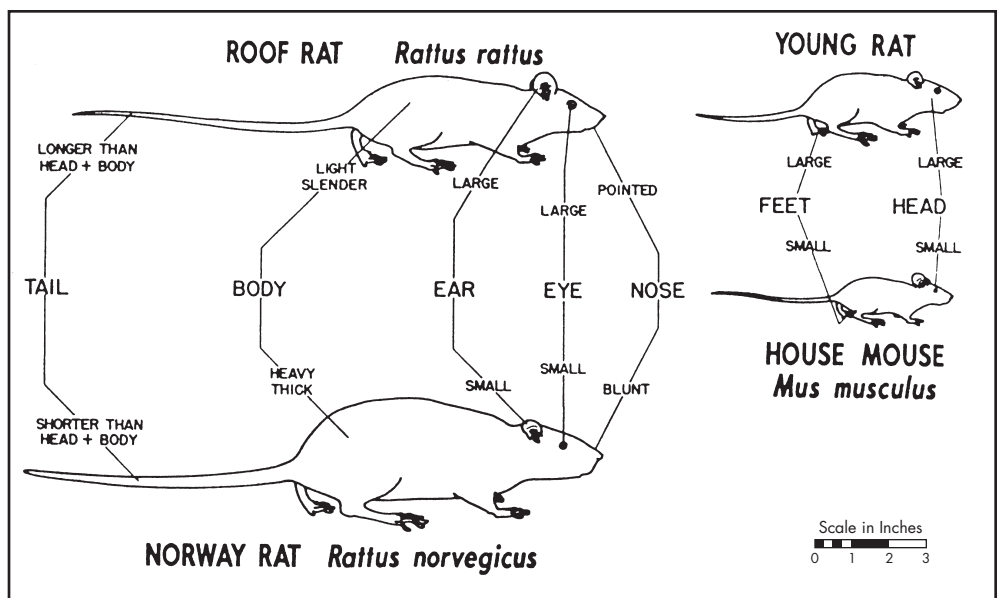 ROOF RAT Rattus rattus
LONGER THAN
HEAD + BODY
LIGHT
SLENDER
LARGE
LARGE
POINTED
TAIL
BODY
EAR
EYE
NOSE
HEAVY
THICK
SMALL
SMALL
BLUNT
SHORTER THAN
HEAD + BODY
NORWAY RAT Rattus norvegicus
YOUNG RAT
LARGE
LARGE
FEET
HEAD
SMALL
SMALL
HOUSE MOUSE
Mus musculus
Scale in Inches
0 1 2 3